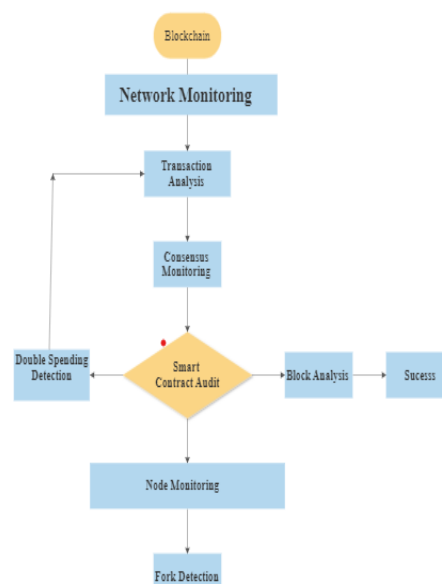 Blockchain
Network Monitoring
Transaction
Analysis
Consensus
Monitoring
Smart
Contract Audit
Double Spending
Detection
Block Analysis
Sucesss
Node Monitoring
Fork Detection